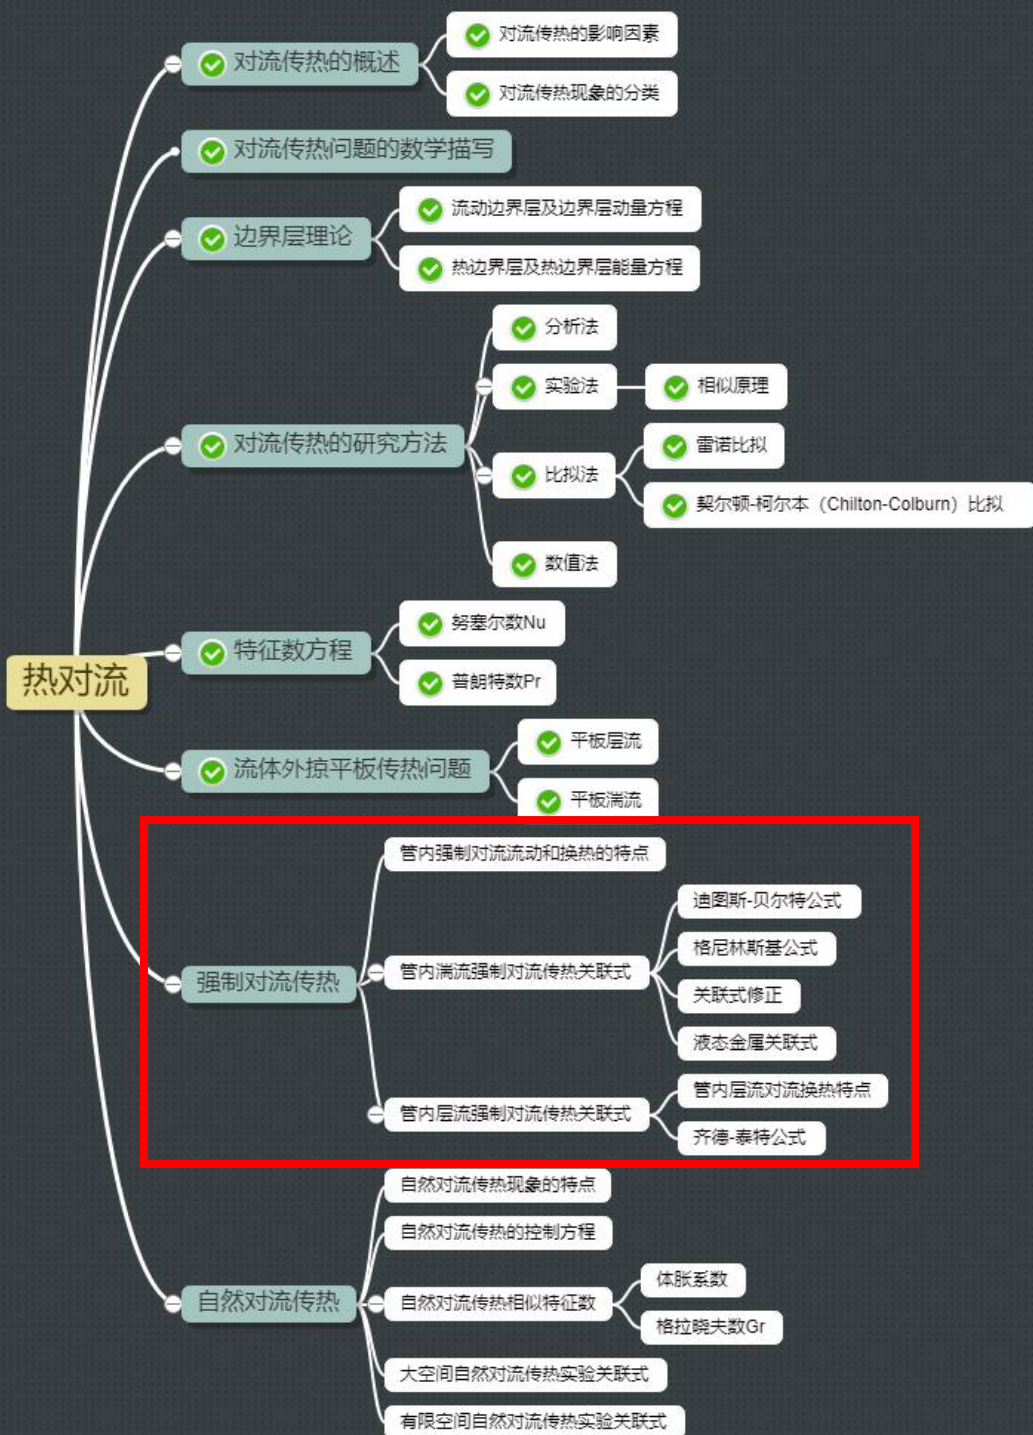 对流传热的影响因素
对流传热的概述
对流传热现象的分类
对流传热问题的数学描写
流动边界层及边界层动量方程
边界层理论
热边界层及热边界层能量方程
分析法
实验法
相似原理
对流传热的研究方法
雷诺比拟
比拟法
契尔顿-柯尔本（Chilton-Colburn）比拟
数值法
努塞尔数Nu
特征数方程
普朗特数Pr
热对流
平板层流
流体外掠平板传热问题
平板湍流
管内强制对流流动和换热的特点
迪图斯-贝尔特公式
格尼林斯基公式
管内湍流强制对流传热关联式
强制对流传热
关联式修正
液态金属关联式
管内层流对流换热特点
管内层流强制对流传热关联式
齐德-泰特公式
自然对流传热现象的特点
自然对流传热的控制方程
体胀系数
自然对流传热
自然对流传热相似特征数
格拉晓夫数Gr
大空间自然对流传热实验关联式
有限空间自然对流传热实验关联式